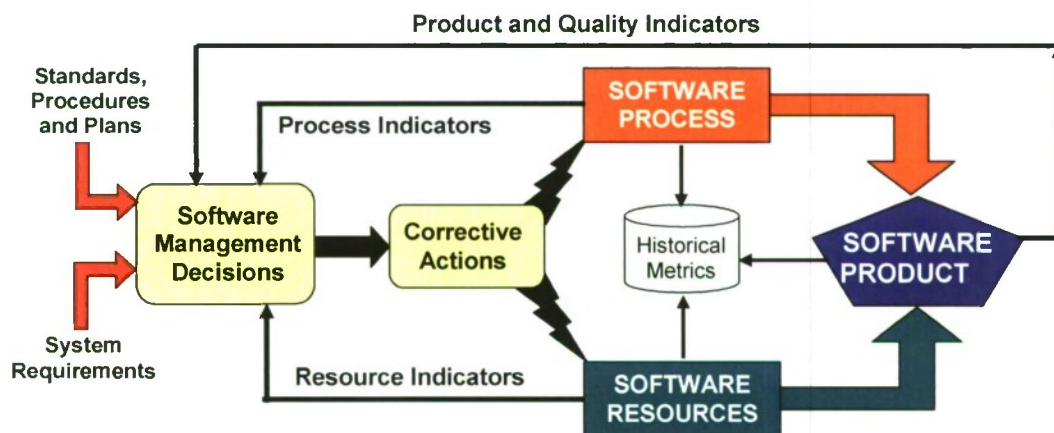 Product and Quality Indicators
Standards,
Procedures
and Plans
SOFTWARE
PROCESS
Process Indicators
Software
Management
Decisions
Corrective
Actions
Historical
Metrics
SOFTWARE
PRODUCT
System
Requirements
Resource Indicators
SOFTWARE
RESOURCES